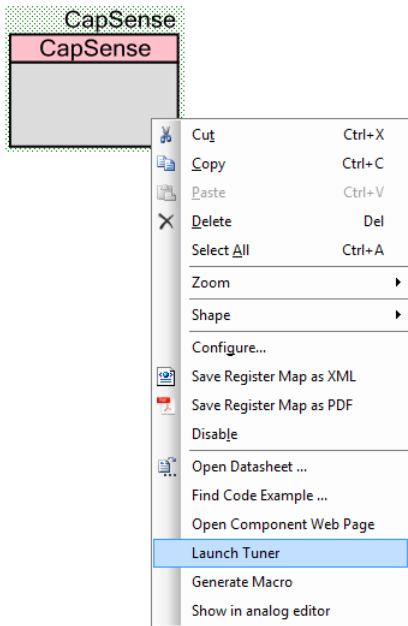 CapSense
CapSense
Cut Ctrl+X
Copy Ctrl+C
Paste Ctrl+V
Delete Del
Select All Ctrl+A
Zoom
Shape
Configure...
Save Register Map as XML
Save Register Map as PDF
Disable
Open Datasheet ...
Find Code Example ...
Open Component Web Page
Launch Tuner
Generate Macro
Show in analog editor